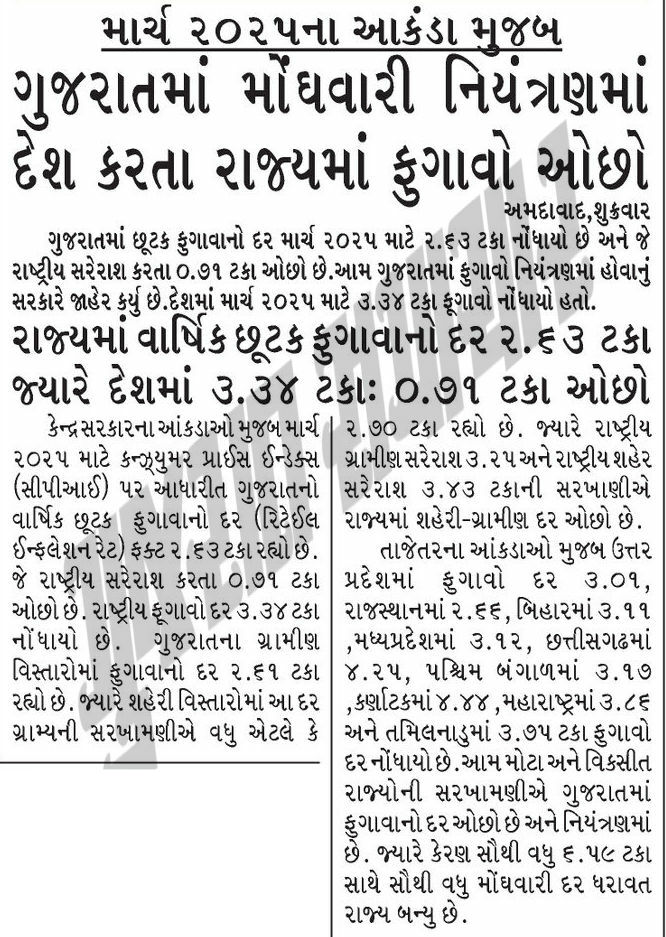 માર્ચ ૨૦૨૫ના આકંડા મુજબ
ગુજરાતમાં મોંઘવારી નિયંત્રણમાં
દેશ કરતા રાજ્યમાં ફુગાવો ઓછો
અમદાવાદ,શુક્રવાર
ગુજરાતમાં છૂટક ફુગાવાનો દર માર્ચ ૨૦૨૫ માટે ૨.૬૩ ટકા નોંધાયો છે અને જે
રાષ્ટ્રીય સરેરાશ કરતા ૦.૭૧ ટકા ઓછો છે.આમ ગુજરાતમાં ફુગાવો નિયંત્રણમાં હોવાનું
સરકારે જાહેર કર્યુ છે.દેશમાં માર્ચ ૨૦૨૫ માટે ૩.૩૪ ટકા ફૂગાવો નોંધાયો હતો.
રાજ્યમાં વાર્ષિક છૂટક ફુગાવાનો દર ૨.૬૩ ટકા
જ્યારે દેશમાં ૩.૩૪ ટકાઃ ૦.૭૧ ટકા ઓછો
કેન્દ્ર સરકારના આંકડાઓ મુજબ માર્ચ
૨૦૨૫ માટે કન્ઝ્યુમર પ્રાઈસ ઈન્ડેક્સ
(સીપીઆઈ) પર આધારીત ગુજરાતનો
વાર્ષિક છૂટક ફુગાવાનો દર (રિટેઈલ
ઈન્ફલેશન રેટ) ફક્ટ ૨.૬૩ ટકા રહ્યો છે.
જે રાષ્ટ્રીય સરેરાશ કરતા ૦.૭૧ ટકા
ઓછો છે. રાષ્ટ્રીય ફૂગાવો દર ૩.૩૪ ટકા
નોંધાયો છે. ગુજરાતના ગ્રામીણ
વિસ્તારોમાં ફુગાવાનો દર ૨.૬૧ ટકા
રહ્યો છે. જ્યારે શહેરી વિસ્તારોમાં આ દર
ગ્રામ્યની સરખામણીએ વધુ એટલે કે
૨.૭૦ ટકા રહ્યો છે. જ્યારે રાષ્ટ્રીય
ગ્રામીણ સરેરાશ ૩.૨૫ અને રાષ્ટ્રીય શહેર
સરેરાશ ૩.૪૩ ટકાની સરખાણીએ
રાજ્યમાં શહેરી-ગ્રામીણ દર ઓછો છે.
તાજેતરના આંકડાઓ મુજબ ઉત્તર
પ્રદેશમાં ફુગાવો દર ૩.૦૧,
રાજસ્થાનમાં ૨.૬૬, બિહારમાં ૩.૧૧
,મધ્યપ્રદેશમાં ૩.૧૨, છત્તીસગઢમાં
૪.૨૫, પશ્ચિમ બંગાળમાં ૩.૧૭
,કર્ણાટકમાં ૪.૪૪ ,મહારાષ્ટ્રમાં ૩.૮૬
અને તમિલનાડુમાં ૩.૭૫ ટકા ફુગાવો
દર નોંધાયો છે.આમ મોટા અને વિકસીત
રાજ્યોની સરખામણીએ ગુજરાતમાં
ફુગાવાનો દર ઓછો છે અને નિયંત્રણમાં
છે. જ્યારે કેરણ સૌથી વધુ ૬.૫૯ ટકા
સાથે સૌથી વધુ મોંઘવારી દર ધરાવત
રાજ્ય બન્યુ છે.